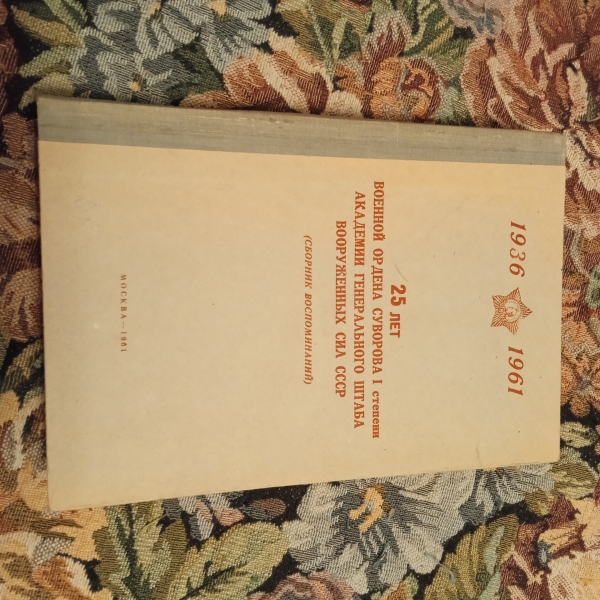 1936 1961
25 ЛЕТ
ВОЕННОЙ ОРДЕНА СУВОРОВА I степени
АКАДЕМИИ ГЕНЕРАЛЬНОГО ШТАБА
ВООРУЖЕННЫХ СИЛ СССР
(СБОРНИК ВОСПОМИНАНИЙ)
МОСКВА—1961